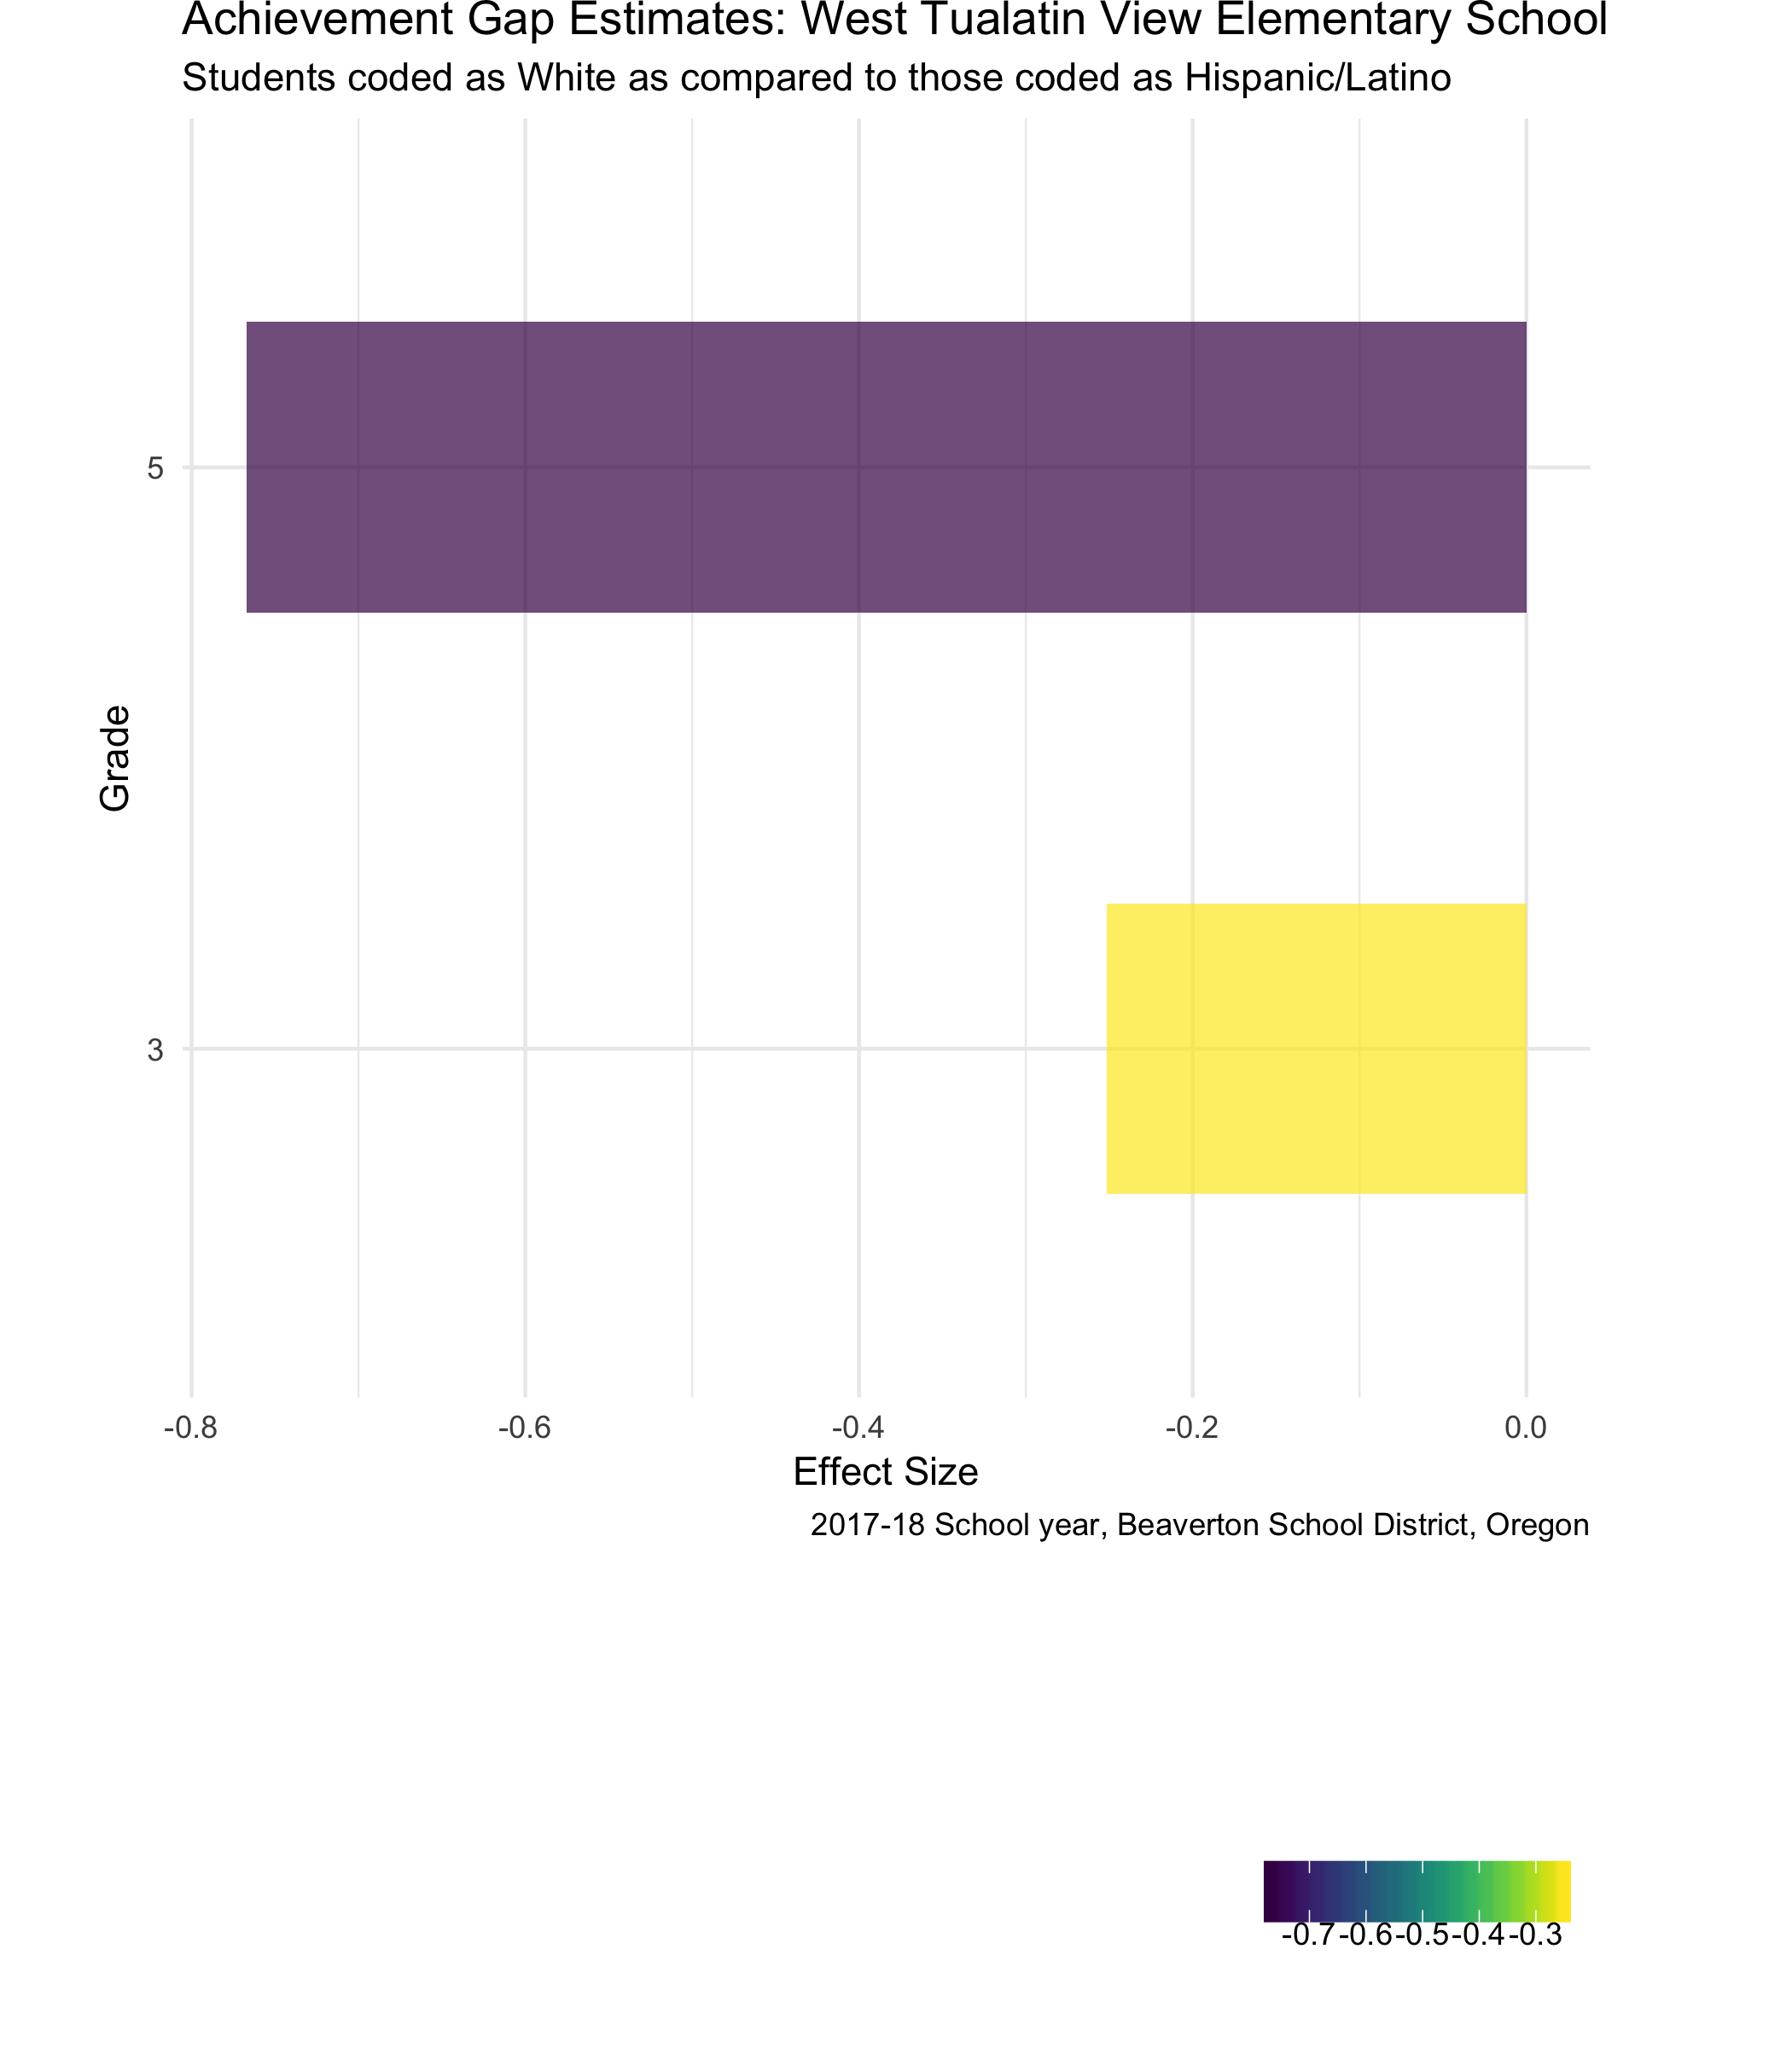 Achievement Gap Estimates: West Tualatin View Elementary School
Students coded as White as compared to those coded as Hispanic/Latino
5
Grade
3
-0.8 -0.6 -0.4 -0.2 0.0
Effect Size
2017-18 School year, Beaverton School District, Oregon
-0.7 -0.6 -0.5 -0.4 -0.3